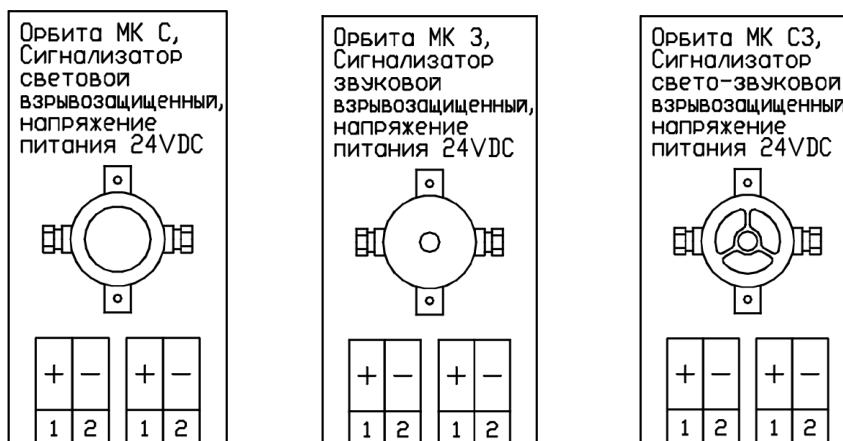 Орбита МК С,
Сигнализатор
световой
взрывозащищенный,
напряжение
питания 24VDC
+ − + −
1 2 1 2
Орбита МК З,
Сигнализатор
звуковой
взрывозащищенный,
напряжение
питания 24VDC
+ − + −
1 2 1 2
Орбита МК СЗ,
Сигнализатор
свето-звуковой
взрывозащищенный
напряжение
питания 24VDC
+ − + −
1 2 1 2